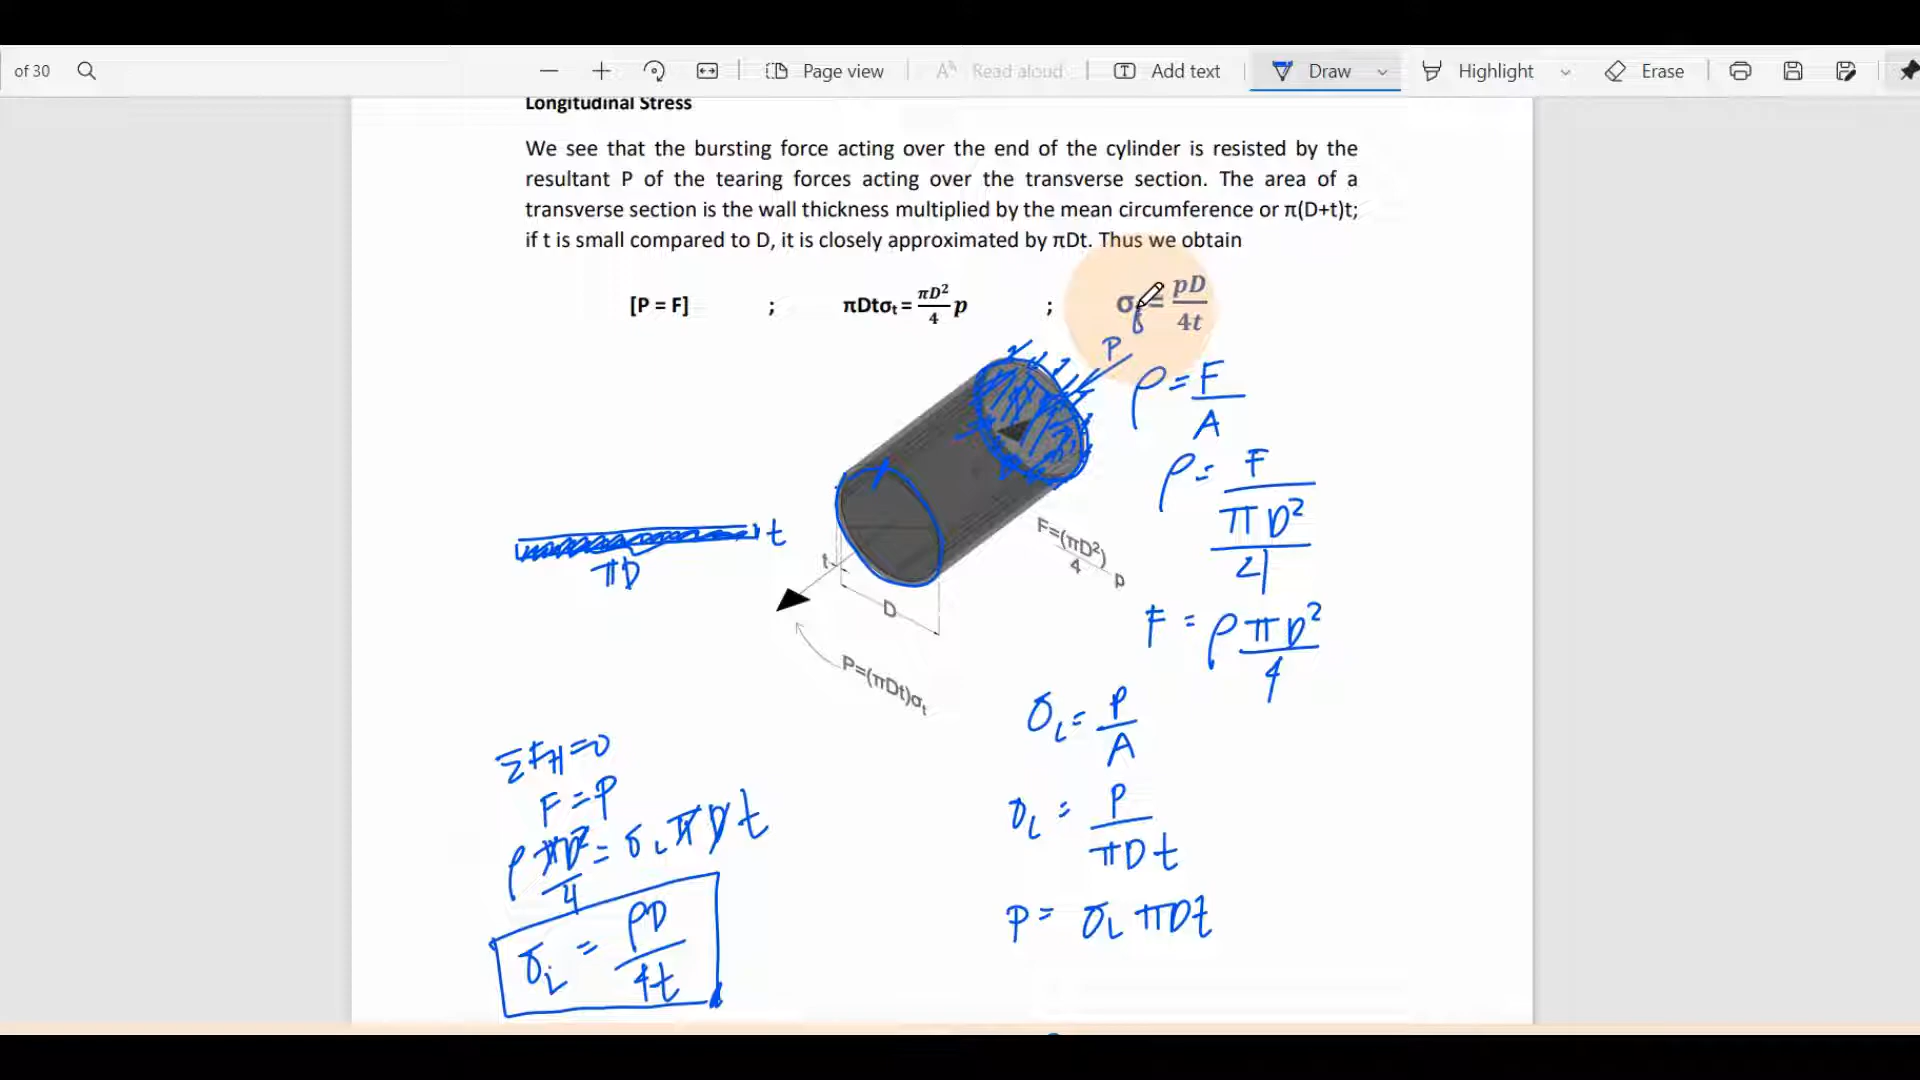 of 30
Page view
Read aloud
Add text
Draw
Highlight
Erase
Longitudinal Stress
We see that the bursting force acting over the end of the cylinder is resisted by the
resultant P of the tearing forces acting over the transverse section. The area of a
transverse section is the wall thickness multiplied by the mean circumference or π(D+t)t;
if t is small compared to D, it is closely approximated by πDt. Thus we obtain
[P = F] ; πDtσt = πD²/4 p ; σ = pD/4t
P
ρ = F/A
ρ = F/(πD²/4)
F = ρ πD²/4
t
πD
t
D
F=(πD²/4)p
P=(πDt)σt
σL = P/A
σL = P/πDt
P = σL πDt
ΣFH = 0
F = P
ρ πD²/4 = σL πDt
σL = ρD/4t